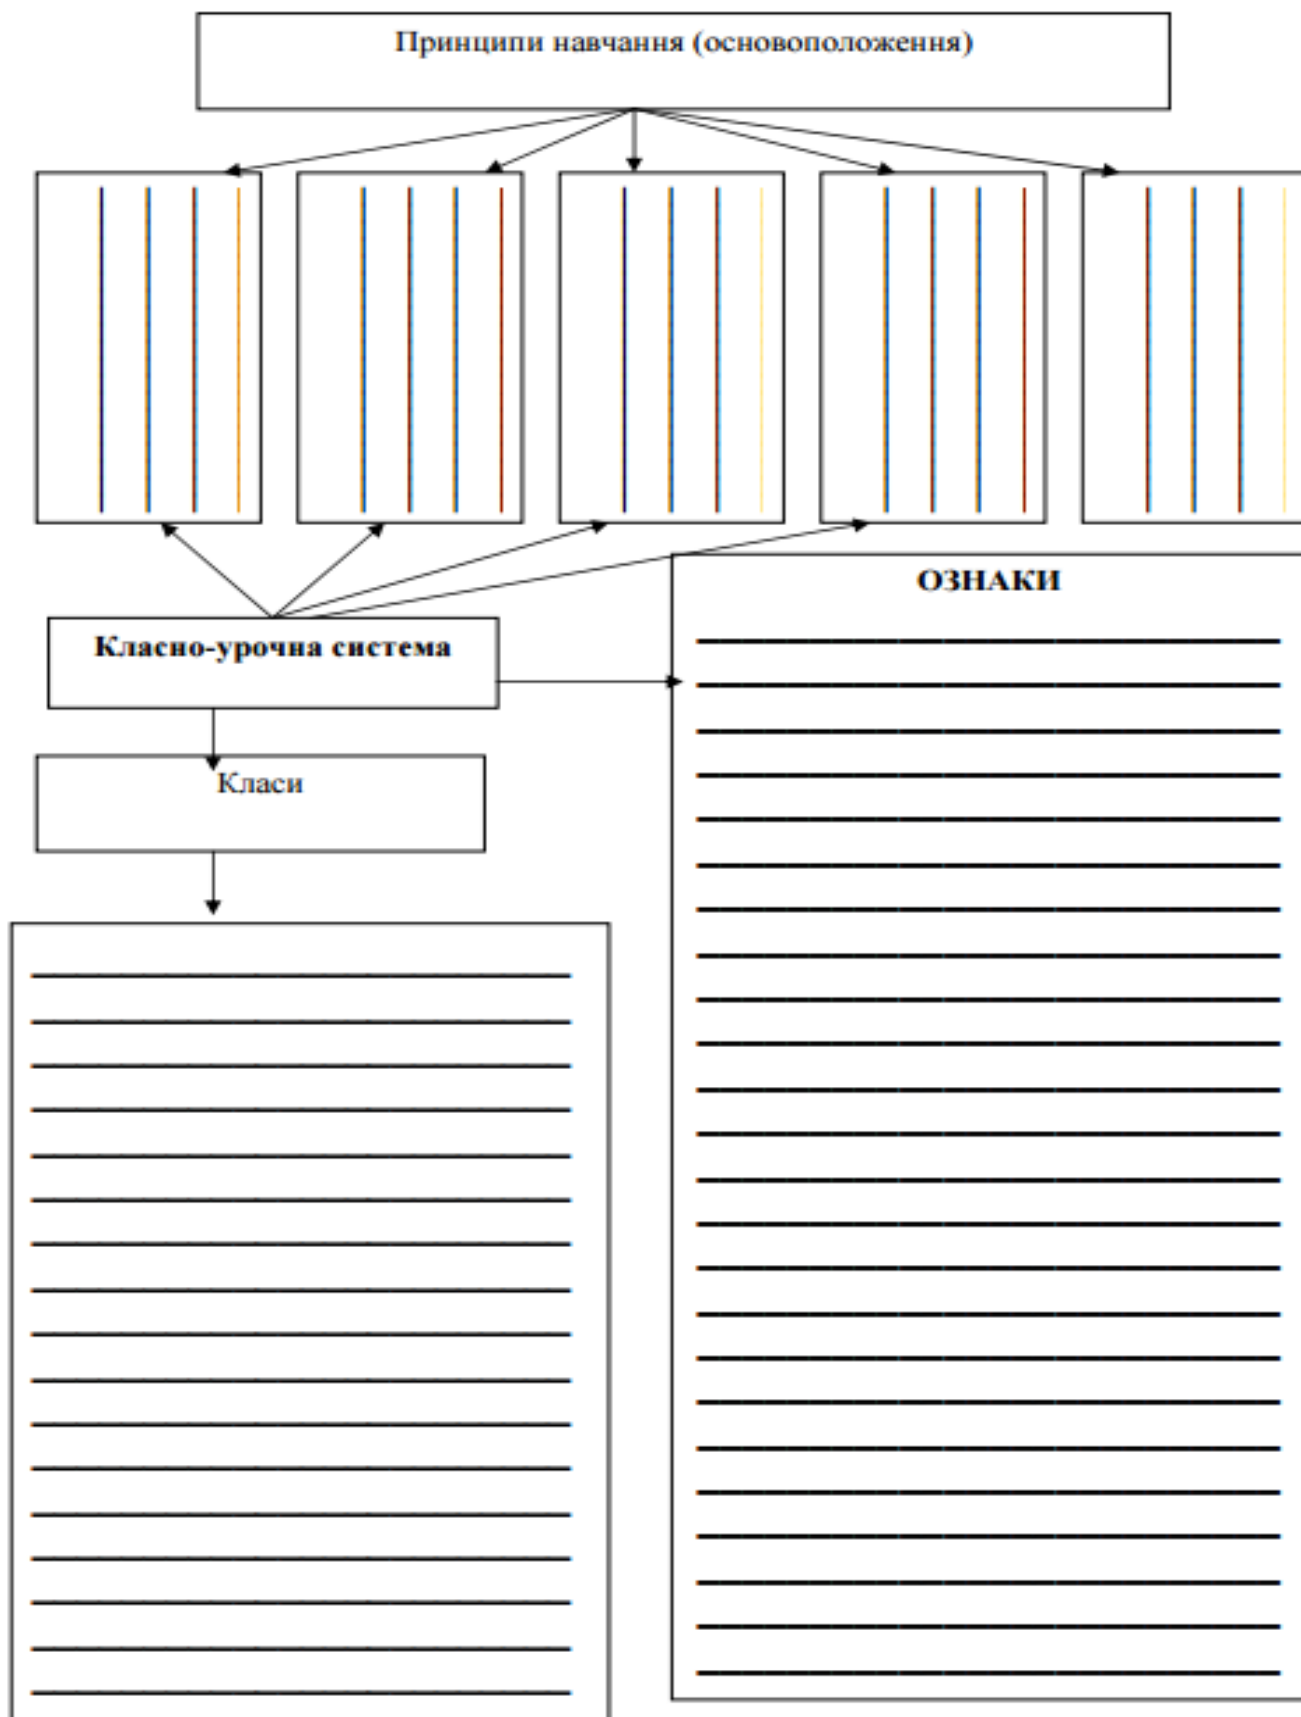 Принципи навчання (основоположення)
Класно-урочна система
ОЗНАКИ
Класи